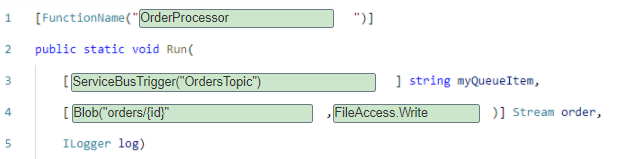 1 [FunctionName("OrderProcessor ")]
2 public static void Run(
3 [ServiceBusTrigger("OrdersTopic") ] string myQueueItem,
4 [Blob("orders/{id}" ,FileAccess.Write )] Stream order,
5 ILogger log)